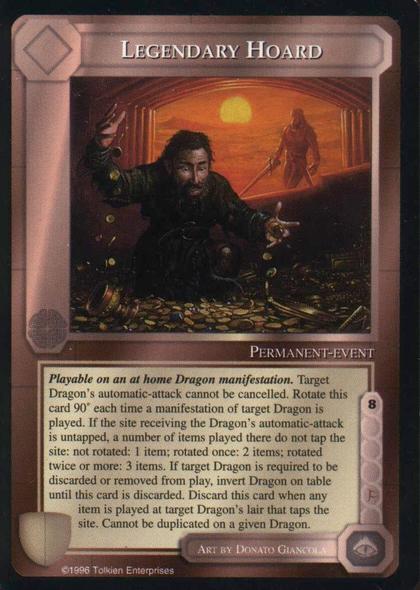 LEGENDARY HOARD
PERMANENT-EVENT
Playable on an at home Dragon manifestation. Target
Dragon's automatic-attack cannot be cancelled. Rotate this
card 90˚ each time a manifestation of target Dragon is
played. If the site receiving the Dragon's automatic-attack
is untapped, a number of items played there do not tap the
site: not rotated: 1 item; rotated once: 2 items; rotated
twice or more: 3 items. If target Dragon is required to be
discarded or removed from play, invert Dragon on table
until this card is discarded. Discard this card when any
item is played at target Dragon's lair that taps the
site. Cannot be duplicated on a given Dragon.
8
ART BY DONATO GIANCOLA
©1996 Tolkien Enterprises